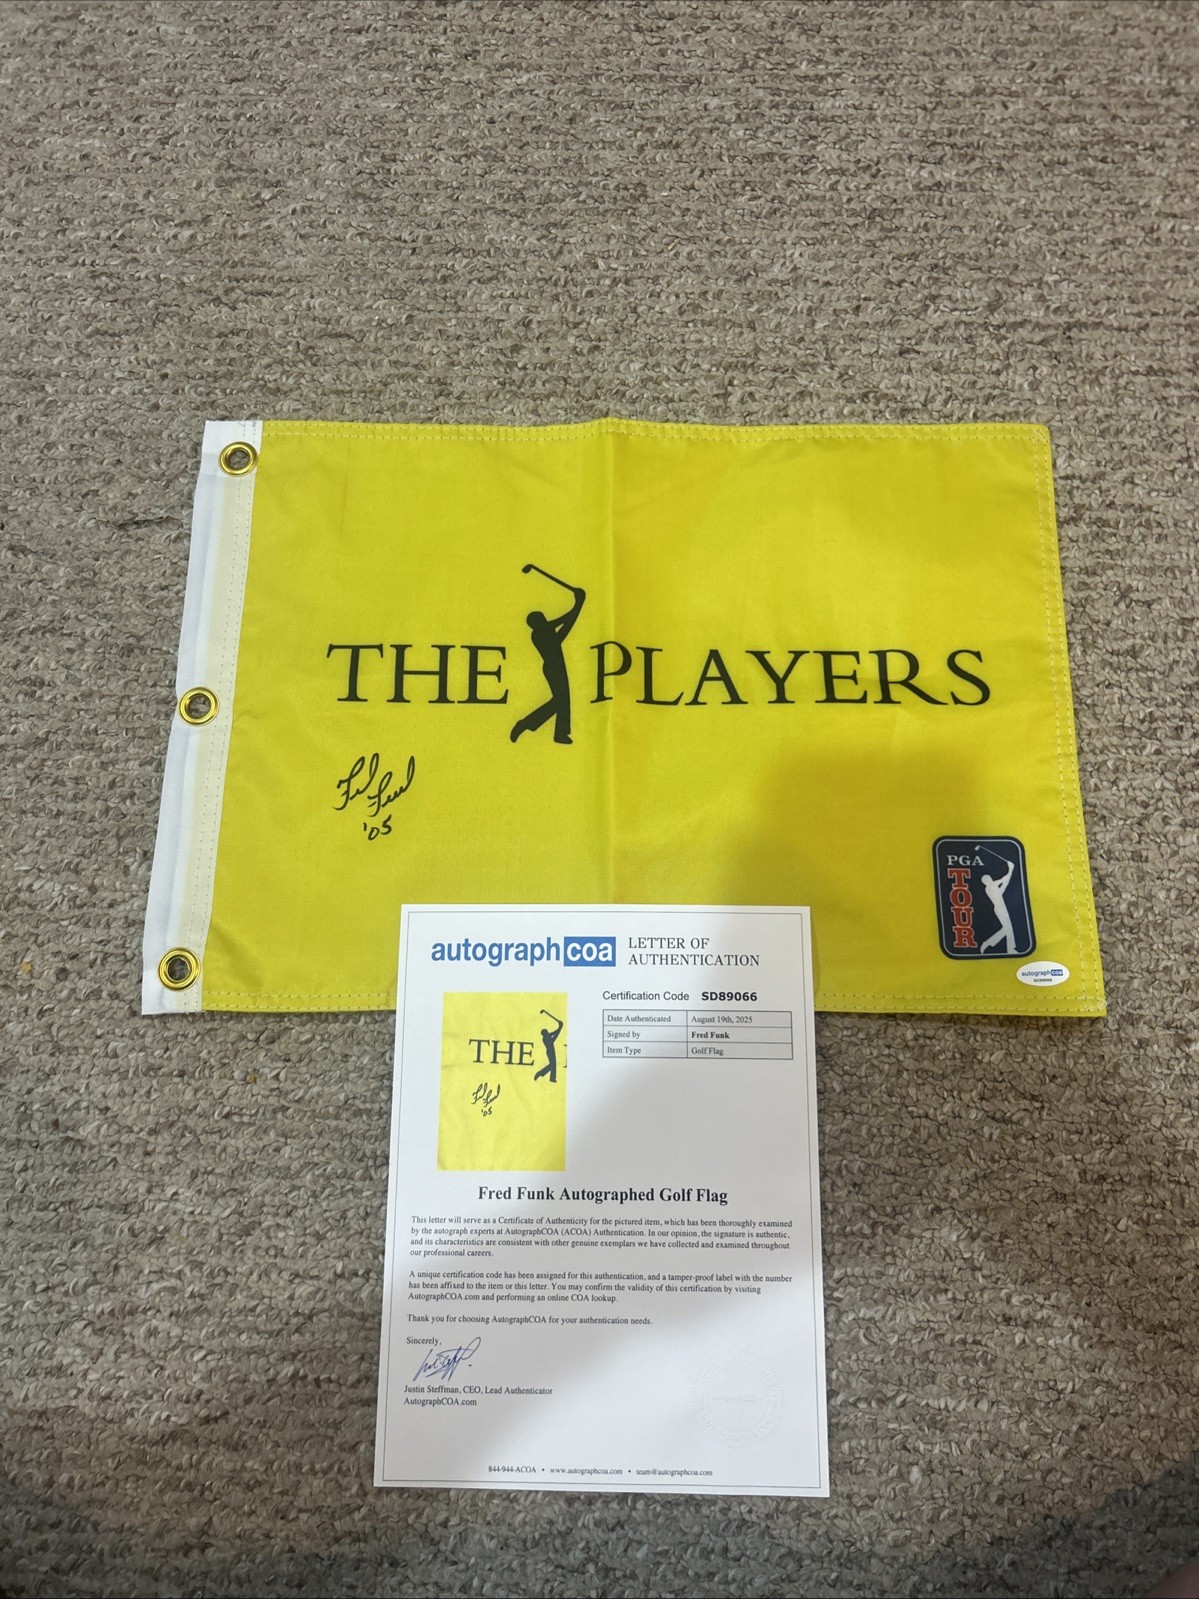 THE PLAYERS
Fred Funk
'05
PGA
TOUR
autographcoa
autographcoa
LETTER OF
AUTHENTICATION
Certification Code SD89066
Date Authenticated August 19th, 2025
Signed by Fred Funk
Item Type Golf Flag
THE
'05
Fred Funk Autographed Golf Flag
This letter will serve as a Certificate of Authenticity for the pictured item, which has been thoroughly examined
by the autograph experts at AutographCOA (ACOA) Authentication. In our opinion, the signature is authentic,
and its characteristics are consistent with other genuine exemplars we have collected and examined throughout
our professional careers.
A unique certification code has been assigned for this authentication, and a tamper-proof label with the number
has been affixed to the item or this letter. You may confirm the validity of this certification by visiting
AutographCOA.com and performing an online COA lookup.
Thank you for choosing AutographCOA for your authentication needs.
Sincerely,
Justin Steffman, CEO, Lead Authenticator
AutographCOA.com
844-944-ACOA • www.autographcoa.com • team@autographcoa.com